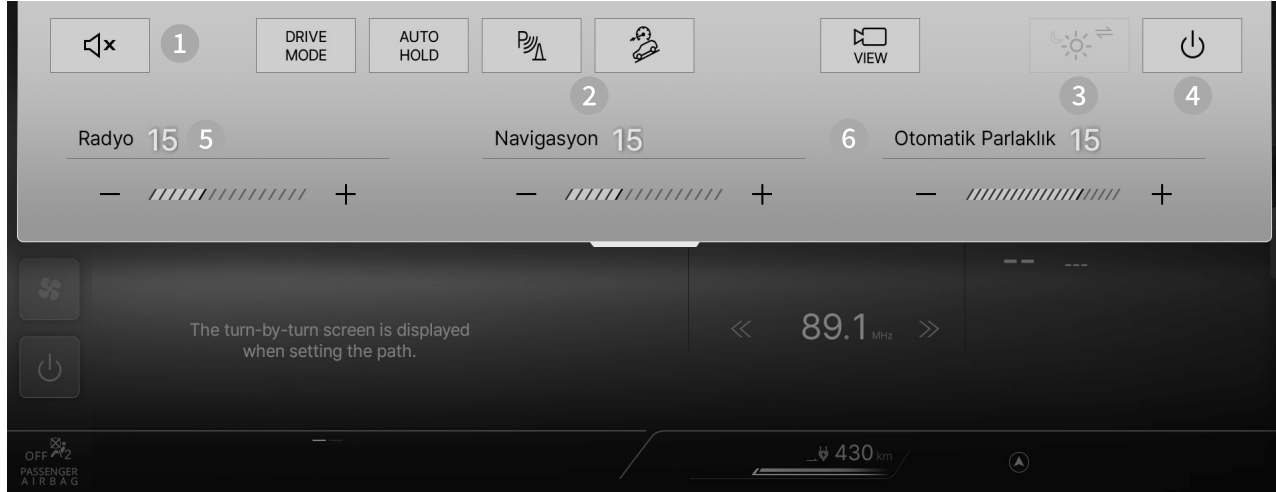 1
DRIVE
MODE
AUTO
HOLD
P
VIEW
2
3
4
Radyo 15 5
Navigasyon 15
6 Otomatik Parlaklık 15
The turn-by-turn screen is displayed
when setting the path.
89.1 MHz
-- ---
OFF 2
PASSENGER
AIRBAG
430 km